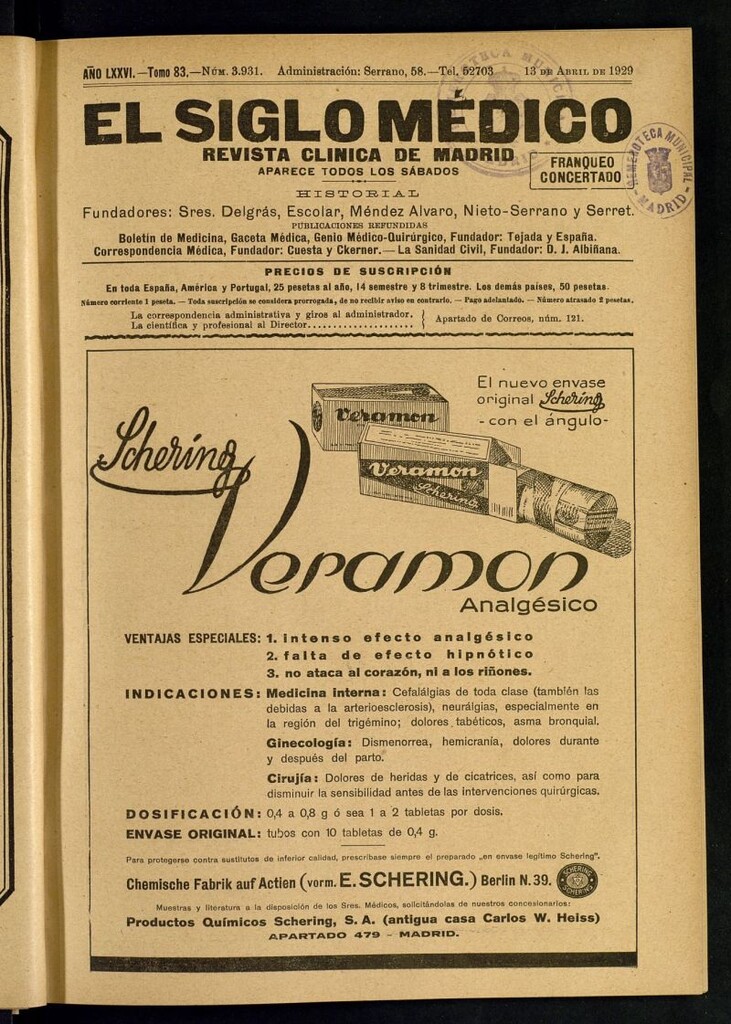 AÑO LXXVI.—Tomo 83.—NÚM. 3.931. Administración: Serrano, 58.—Tel. 52703 13 DE ABRIL DE 1929
EL SIGLO MÉDICO
REVISTA CLINICA DE MADRID
APARECE TODOS LOS SÁBADOS
FRANQUEO
CONCERTADO
HEMEROTECA MUNICIPAL
MADRID
HISTORIAL
Fundadores: Sres. Delgrás, Escolar, Méndez Alvaro, Nieto-Serrano y Serret.
PUBLICACIONES REFUNDIDAS
Boletín de Medicina, Gaceta Médica, Genio Médico-Quirúrgico, Fundador: Tejada y España.
Correspondencia Médica, Fundador: Cuesta y Ckerner.—La Sanidad Civil, Fundador: D. J. Albiñana.
PRECIOS DE SUSCRIPCIÓN
En toda España, América y Portugal, 25 pesetas al año, 14 semestre y 8 trimestre. Los demás países, 50 pesetas.
Número corriente 1 peseta. — Toda suscripción se considera prorrogada, de no recibir aviso en contrario. — Pago adelantado. — Número atrasado 2 pesetas.
La correspondencia administrativa y giros al administrador.
La científica y profesional al Director.....................
Apartado de Correos, núm. 121.
El nuevo envase
original Schering
-con el ángulo-
Veramon
Veramon
Schering
Schering
Veramon
Analgésico
VENTAJAS ESPECIALES: 1. intenso efecto analgésico
2. falta de efecto hipnótico
3. no ataca al corazón, ni a los riñones.
INDICACIONES: Medicina interna: Cefalálgias de toda clase (también las
debidas a la arterioesclerosis), neurálgias, especialmente en
la región del trigémino; dolores tabéticos, asma bronquial.
Ginecología: Dismenorrea, hemicranía, dolores durante
y después del parto.
Cirujía: Dolores de heridas y de cicatrices, así como para
disminuir la sensibilidad antes de las intervenciones quirúrgicas.
DOSIFICACIÓN: 0,4 a 0,8 g ó sea 1 a 2 tabletas por dosis.
ENVASE ORIGINAL: tubos con 10 tabletas de 0,4 g.
Para protegerse contra sustitutos de inferior calidad, prescríbase siempre el preparado „en envase legítimo Schering".
Chemische Fabrik auf Actien (vorm. E. SCHERING.) Berlin N. 39.
SCHERING
SCHERING
Muestras y literatura a la disposición de los Sres. Médicos, solicitándolas de nuestros concesionarios:
Productos Químicos Schering, S. A. (antigua casa Carlos W. Heiss)
APARTADO 479 – MADRID.